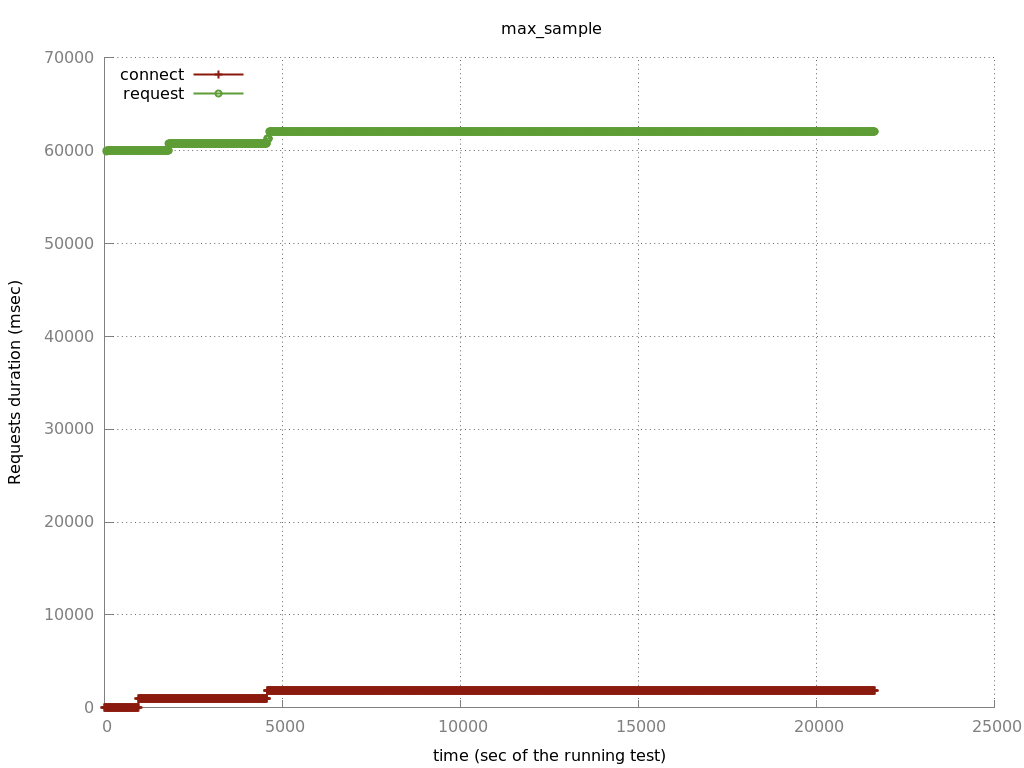 max_sample
70000
60000
50000
40000
30000
20000
10000
0
connect
request
Requests duration (msec)
0 5000 10000 15000 20000 25000
time (sec of the running test)